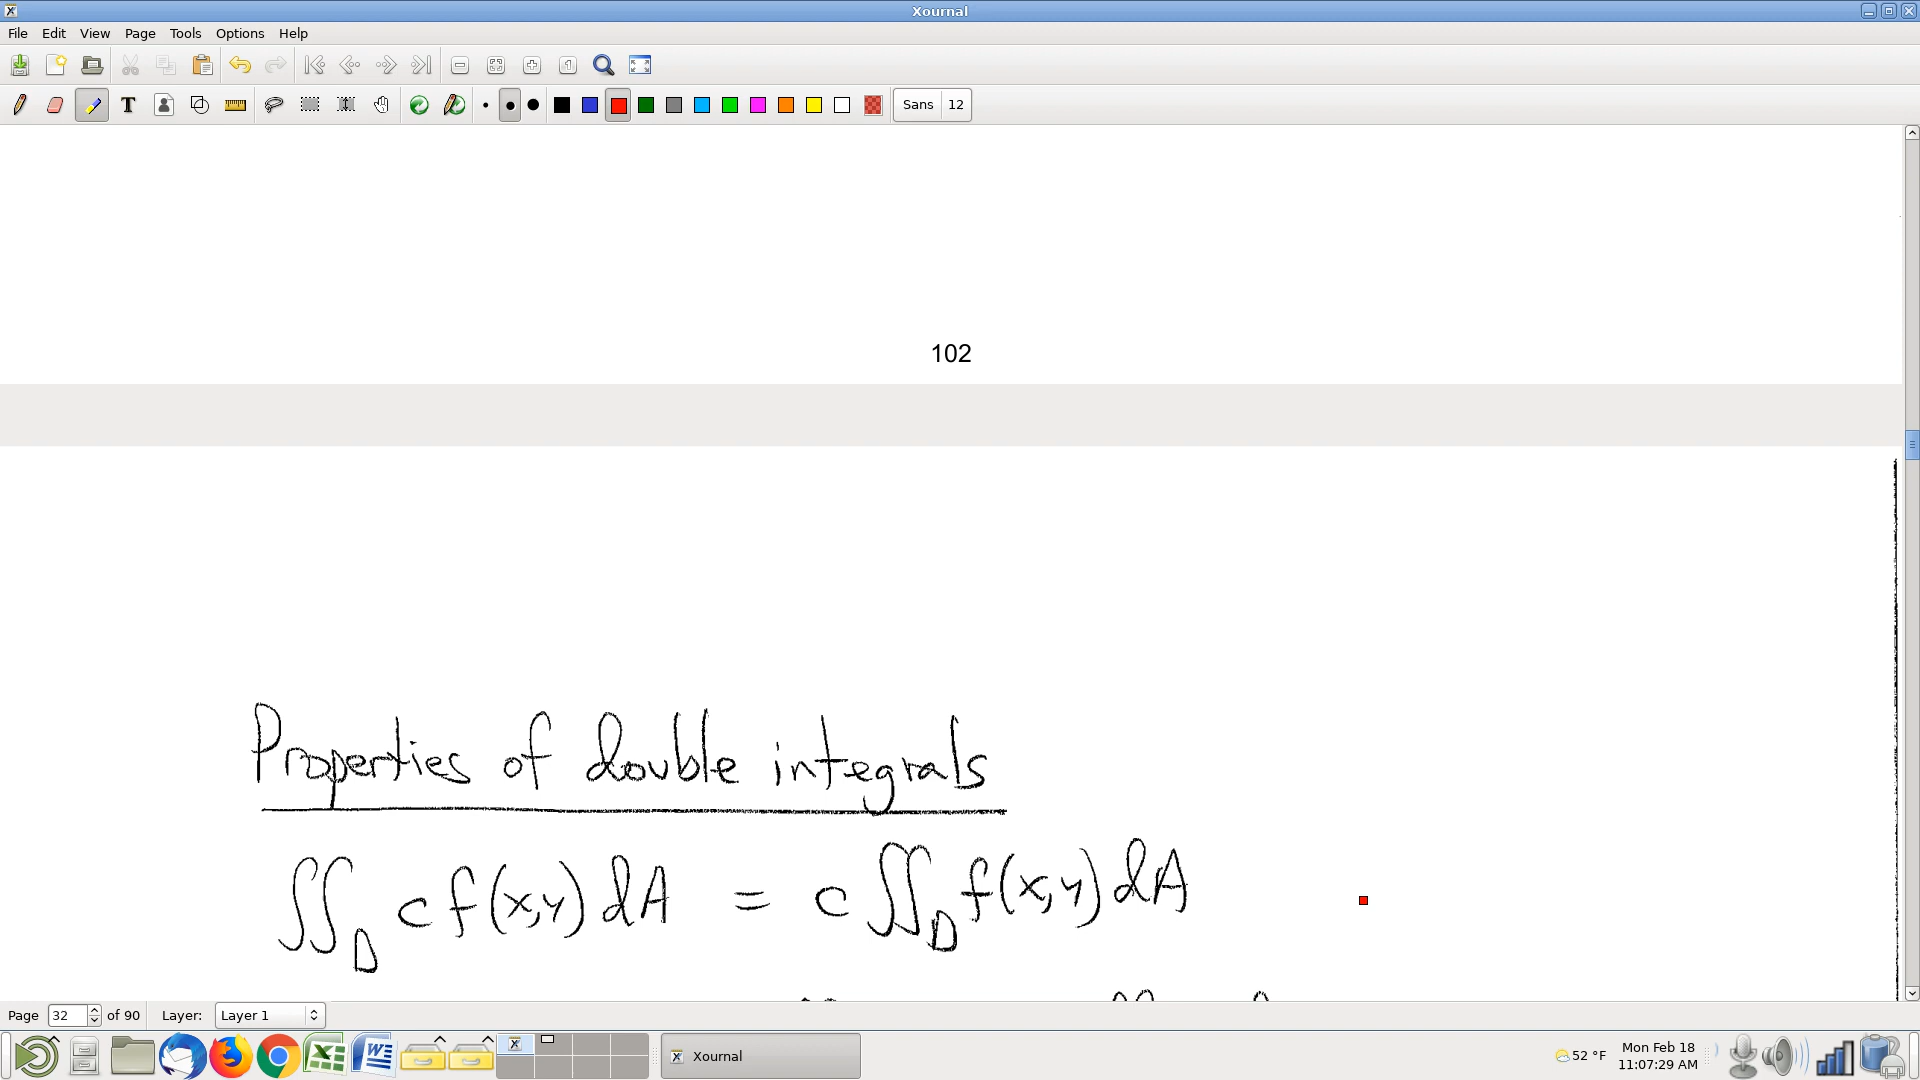 Xournal
File Edit View Page Tools Options Help
Sans 12
102
Properties of double integrals
∬_D c f(x,y) dA = c ∬_D f(x,y) dA
Page 32 of 90 Layer: Layer 1
Xournal
52 °F
Mon Feb 18
11:07:29 AM